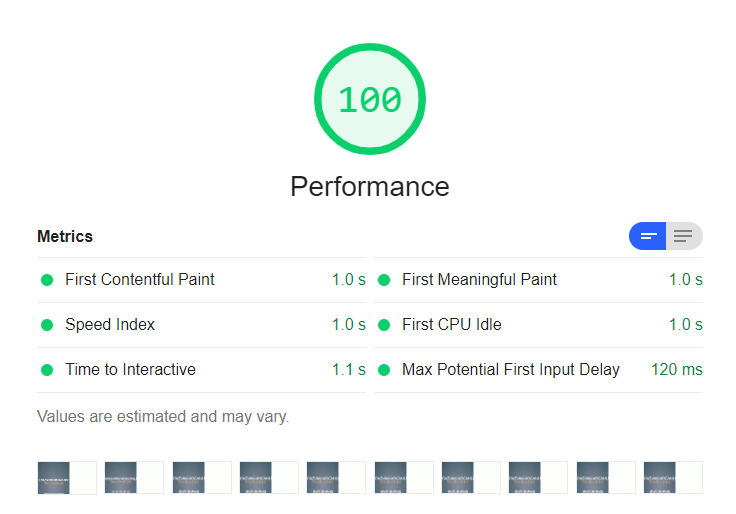 100
Performance
Metrics
First Contentful Paint 1.0 s
First Meaningful Paint 1.0 s
Speed Index 1.0 s
First CPU Idle 1.0 s
Time to Interactive 1.1 s
Max Potential First Input Delay 120 ms
Values are estimated and may vary.